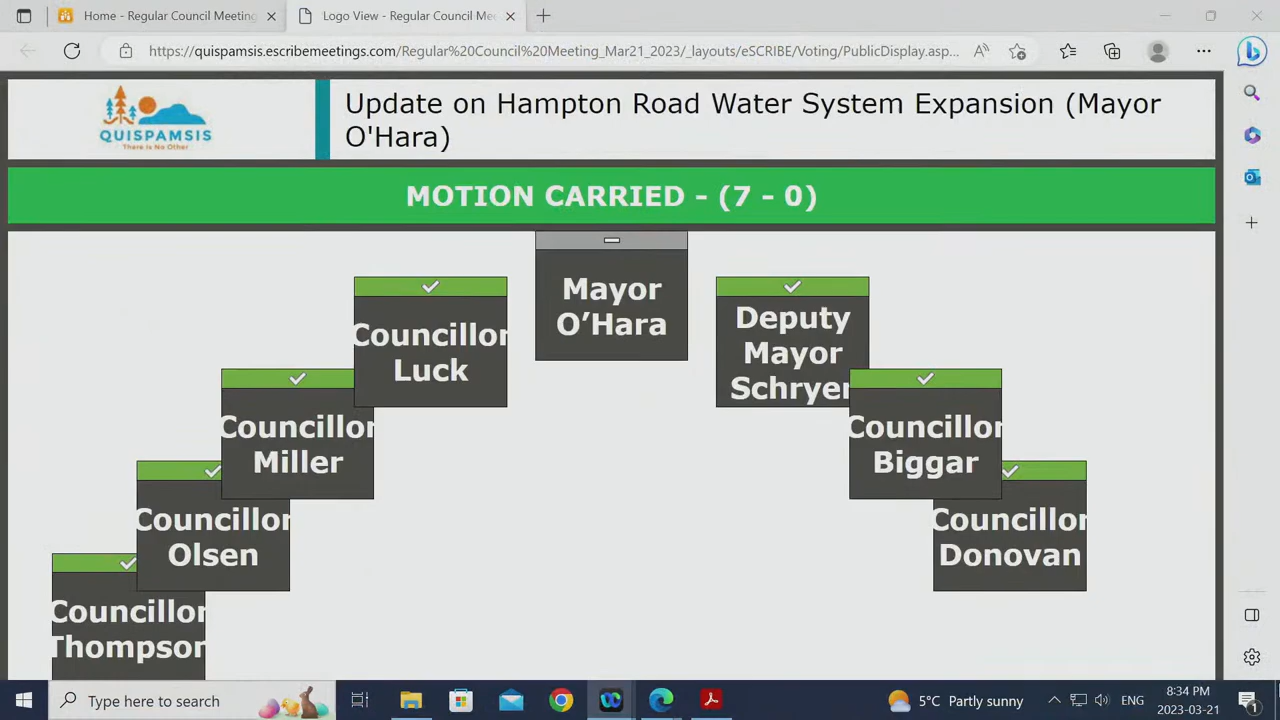 Home - Regular Council Meeting
Logo View - Regular Council Mee
https://quispamsis.escribemeetings.com/Regular%20Council%20Meeting_Mar21_2023/_layouts/eSCRIBE/Voting/PublicDisplay.asp...
QUISPAMSIS
There Is No Other
Update on Hampton Road Water System Expansion (Mayor
O'Hara)
MOTION CARRIED - (7 - 0)
Mayor
O’Hara
Councillor
Luck
Deputy
Mayor
Schryer
Councillor
Miller
Councillor
Biggar
Councillor
Olsen
Councillor
Donovan
Councillor
Thompson
Type here to search
5°C Partly sunny
ENG
8:34 PM
2023-03-21
1